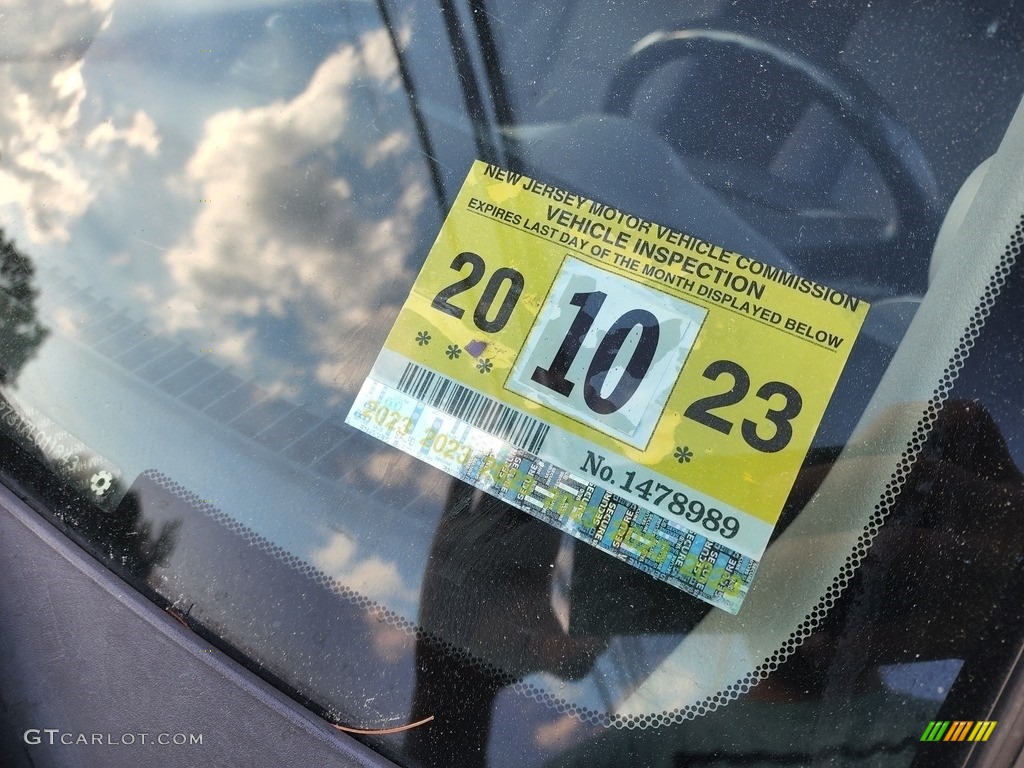 NEW JERSEY MOTOR VEHICLE COMMISSION
VEHICLE INSPECTION
EXPIRES LAST DAY OF THE MONTH DISPLAYED BELOW
20 10 23
* * * *
No. 1478989
2023 2023
SECURE
GTCARLOT.COM